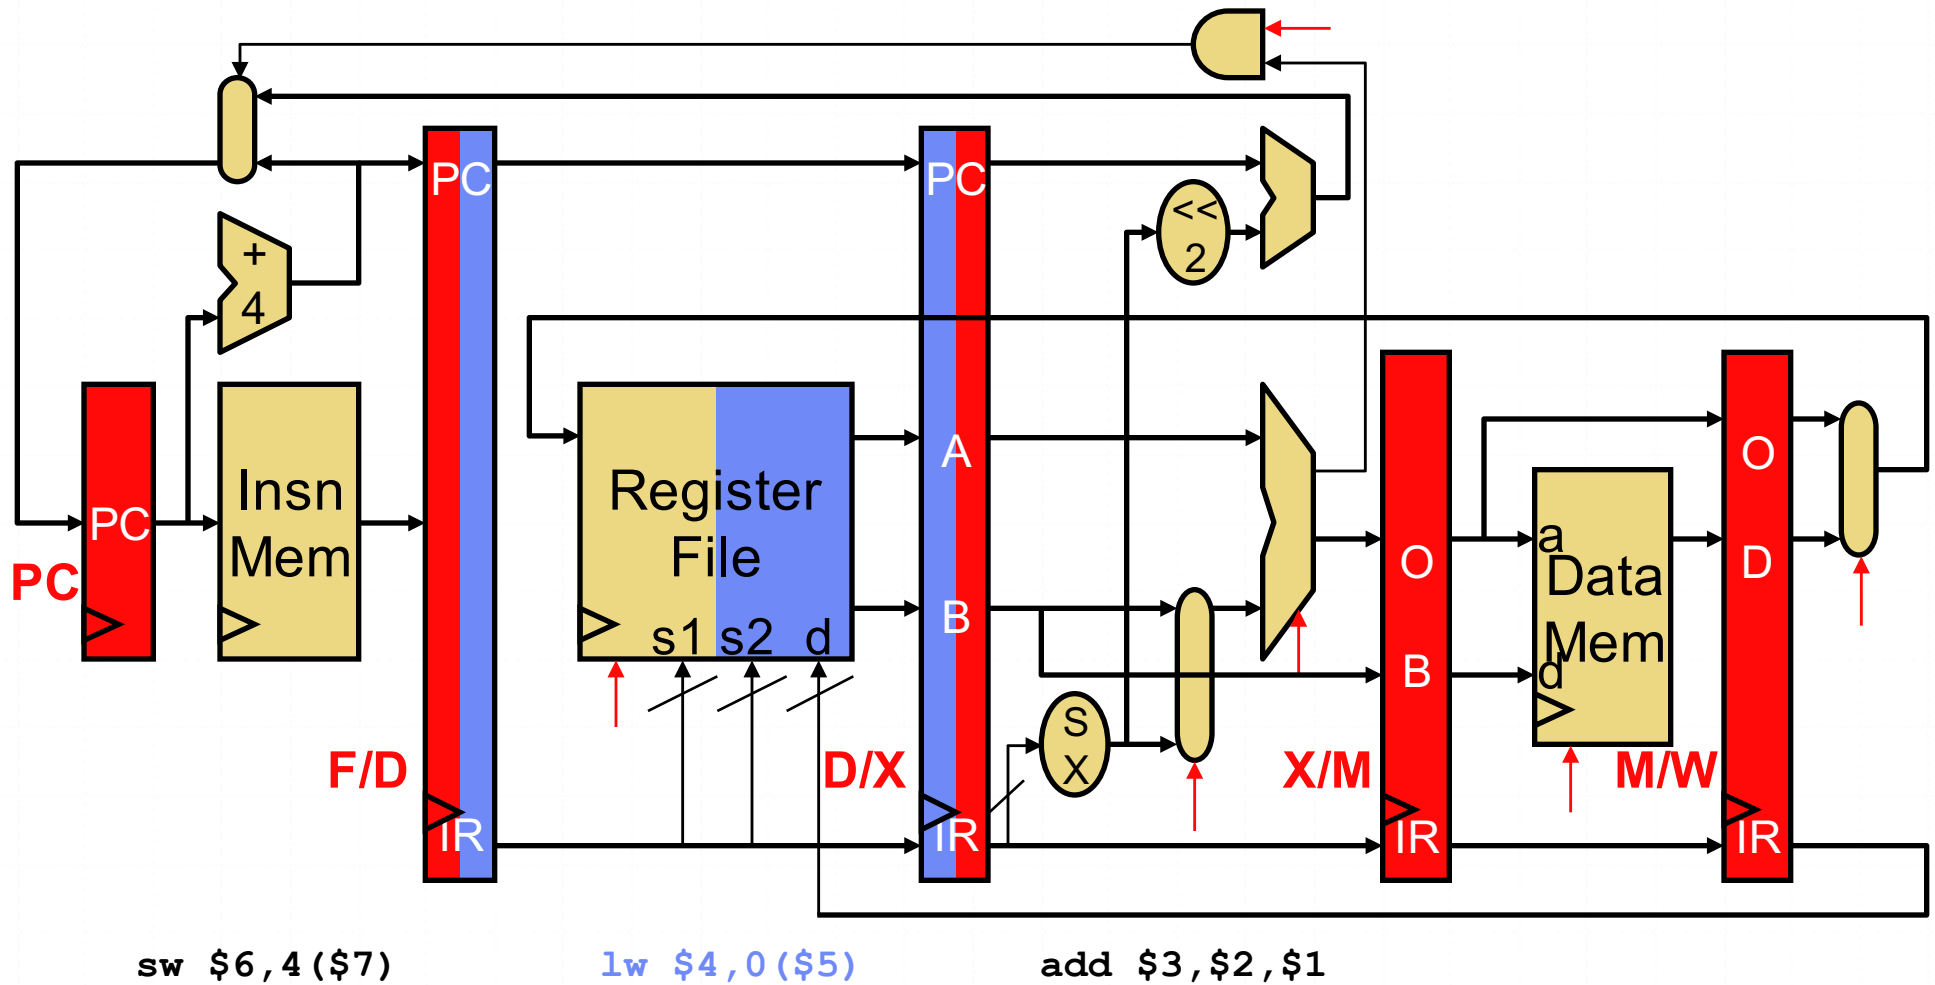 PC
PC
<<
2
+
4
Insn
Mem
PC
PC
Register
File
s1 s2 d
A
B
O
O
D
a
Data
Mem
d
O
B
S
X
F/D
D/X
X/M
M/W
IR
IR
IR
IR
sw $6,4($7)
lw $4,0($5)
add $3,$2,$1